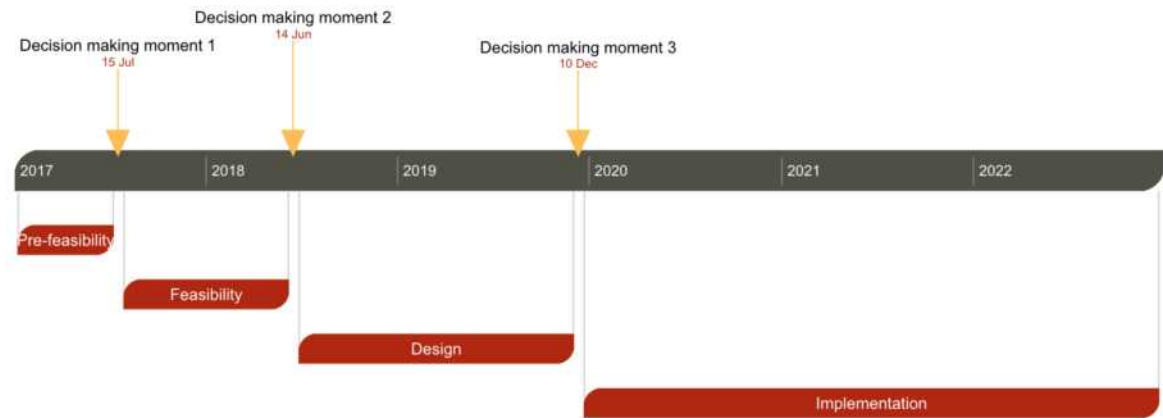 Decision making moment 2
14 Jun
Decision making moment 1
15 Jul
Decision making moment 3
10 Dec
2017 2018 2019 2020 2021 2022
Pre-feasibility
Feasibility
Design
Implementation